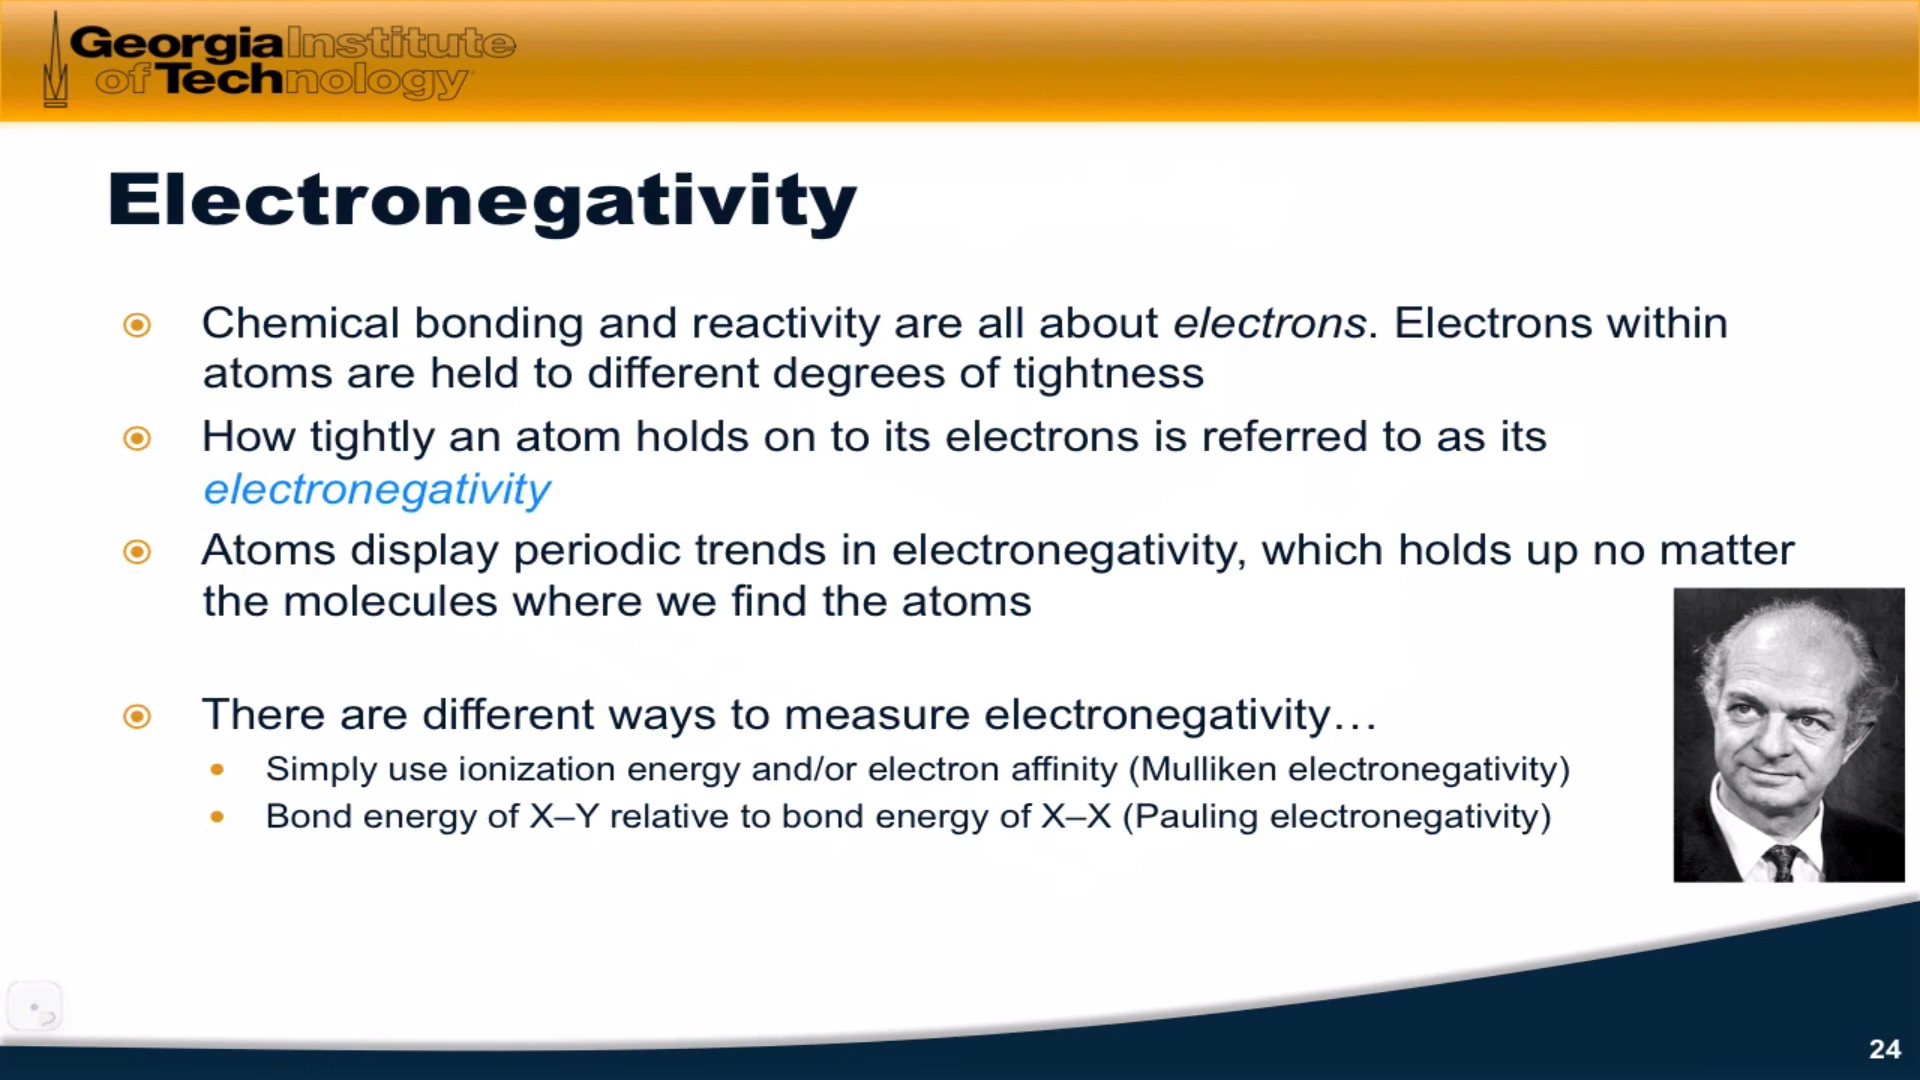 Georgia Institute
of Technology
Electronegativity
Chemical bonding and reactivity are all about electrons. Electrons within
atoms are held to different degrees of tightness
How tightly an atom holds on to its electrons is referred to as its
electronegativity
Atoms display periodic trends in electronegativity, which holds up no matter
the molecules where we find the atoms
There are different ways to measure electronegativity…
Simply use ionization energy and/or electron affinity (Mulliken electronegativity)
Bond energy of X–Y relative to bond energy of X–X (Pauling electronegativity)
24